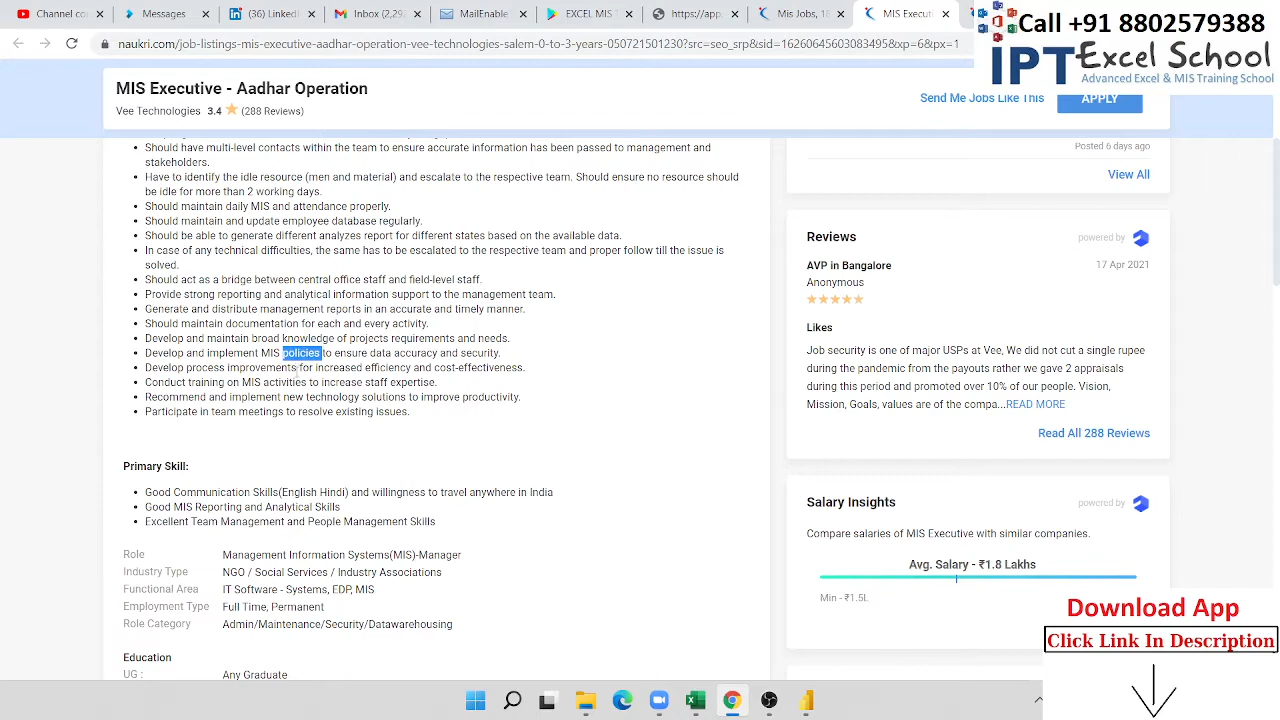 Comment on c
Messages /
(36) L
Inbox (2,29
MailEnable
EXCEL MIS T
https://app.
Mis Jobs, 18
MIS Executi
Call +91 8802579388
naukri.com/job-listings-mis-executive-aadhar-operation-vee-technologies-salem-0-to-3-years-050721501230?src=seo_srp&sid=16260645603083495&xp=6&px=1
IPT Excel School
Advanced Excel & MIS Training School
MIS Executive - Aadhar Operation
Vee Technologies 3.4 (288 Reviews)
Send Me Jobs Like This
APPLY
Should have multi-level contacts within the team to ensure accurate information has been passed to management and
stakeholders.
Have to identify the idle resource (men and material) and escalate to the respective team. Should ensure no resource should
be idle for more than 2 working days.
Should maintain daily MIS and attendance properly.
Should maintain and update employee database regularly.
Should be able to generate different analyzes report for different states based on the available data.
In case of any technical difficulties, the same has to be escalated to the respective team and proper follow till the issue is
solved.
Should act as a bridge between central office staff and field-level staff.
Provide strong reporting and analytical information support to the management team.
Generate and distribute management reports in an accurate and timely manner.
Should maintain documentation for each and every activity.
Develop and maintain broad knowledge of projects requirements and needs.
Develop and implement MIS policies to ensure data accuracy and security.
Develop process improvements for increased efficiency and cost-effectiveness.
Conduct training on MIS activities to increase staff expertise.
Recommend and implement new technology solutions to improve productivity.
Participate in team meetings to resolve existing issues.
Primary Skill:
Good Communication Skills(English Hindi) and willingness to travel anywhere in India
Good MIS Reporting and Analytical Skills
Excellent Team Management and People Management Skills
Role Management Information Systems(MIS)-Manager
Industry Type NGO / Social Services / Industry Associations
Functional Area IT Software - Systems, EDP, MIS
Employment Type Full Time, Permanent
Role Category Admin/Maintenance/Security/Datawarehousing
Education
UG : Any Graduate
Posted 6 days ago
View All
Reviews powered by
AVP in Bangalore 17 Apr 2021
Anonymous
Likes
Job security is one of major USPs at Vee, We did not cut a single rupee
during the pandemic from the payouts rather we gave 2 appraisals
during this period and promoted over 10% of our people. Vision,
Mission, Goals, values are of the compa...READ MORE
Read All 288 Reviews
Salary Insights powered by
Compare salaries of MIS Executive with similar companies.
Avg. Salary - ₹1.8 Lakhs
Min - ₹1.5L
Download App
Click Link In Description